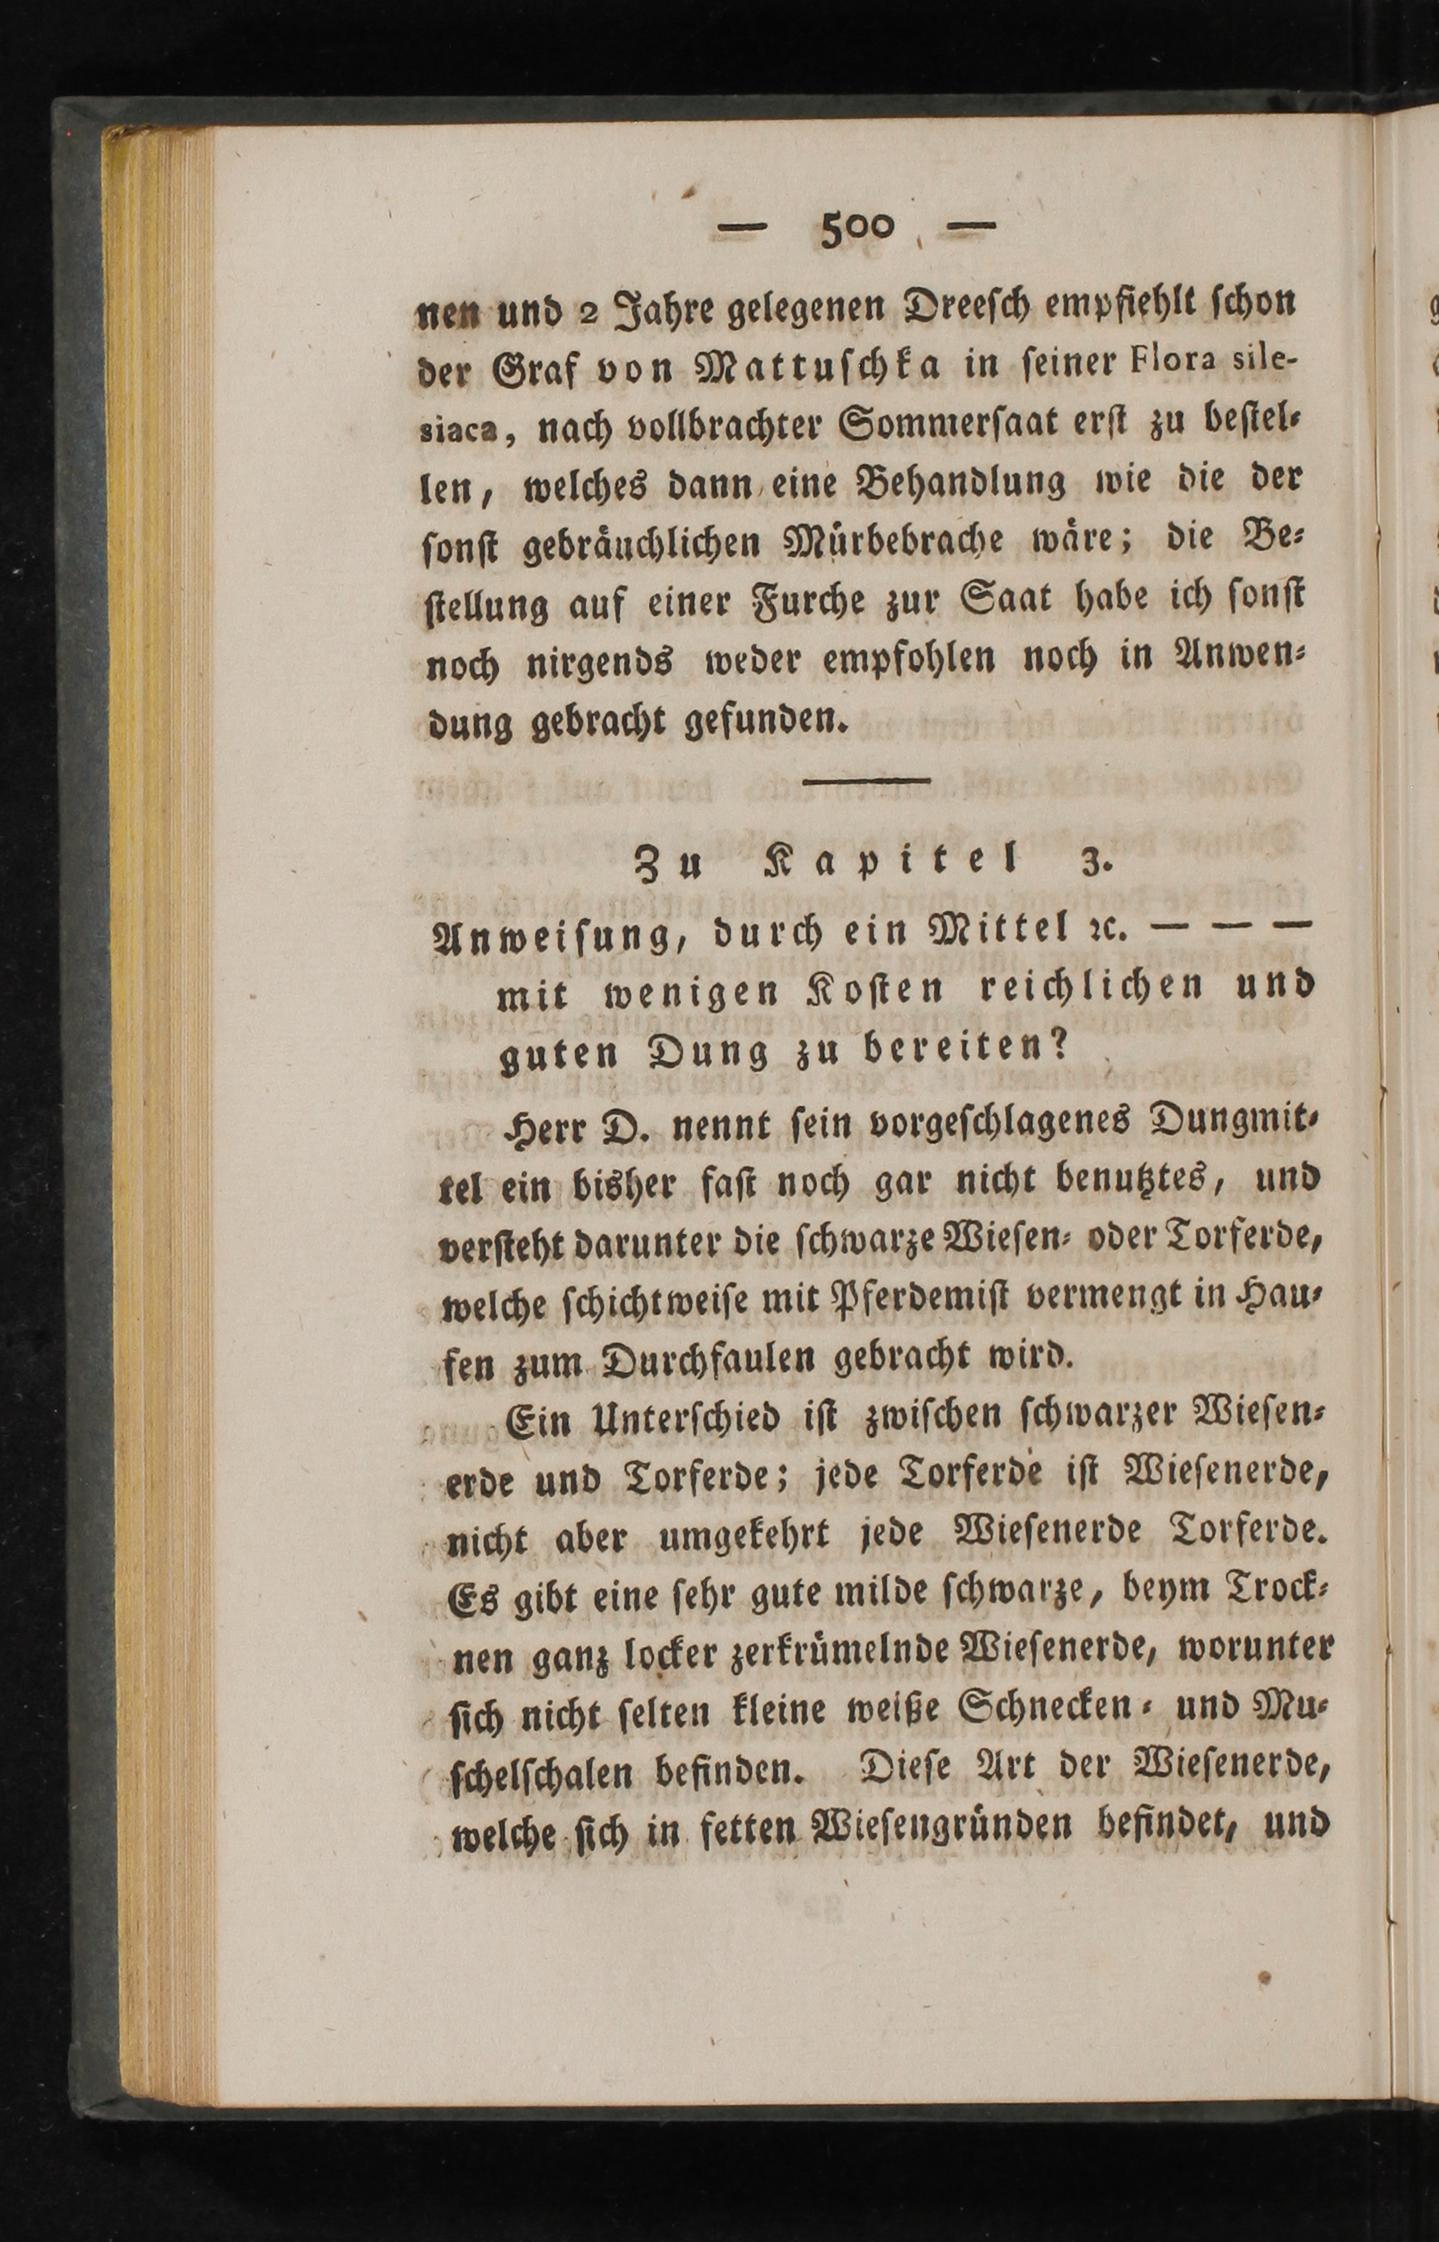 — 500 —
nen und 2 Jahre gelegenen Dreeſch empfiehlt ſchon
der Graf von Mattuſchka in ſeiner Flora sile-
siaca, nach vollbrachter Sommerſaat erſt zu beſtel⸗
len, welches dann eine Behandlung wie die der
ſonſt gebräuchlichen Mürbebrache wäre; die Be⸗
ſtellung auf einer Furche zur Saat habe ich ſonſt
noch nirgends weder empfohlen noch in Anwen⸗
dung gebracht gefunden.
Zu Kapitel 3.
Anweiſung, durch ein Mittel ꝛc. — — —
mit wenigen Koſten reichlichen und
guten Dung zu bereiten?
Herr D. nennt ſein vorgeſchlagenes Dungmit⸗
tel ein bisher faſt noch gar nicht benutztes, und
verſteht darunter die ſchwarze Wieſen⸗ oder Torferde,
welche ſchichtweiſe mit Pferdemiſt vermengt in Hau⸗
fen zum Durchfaulen gebracht wird.
Ein Unterſchied iſt zwiſchen ſchwarzer Wieſen⸗
erde und Torferde; jede Torferde iſt Wieſenerde,
nicht aber umgekehrt jede Wieſenerde Torferde.
Es gibt eine ſehr gute milde ſchwarze, beym Trock⸗
nen ganz locker zerkrümelnde Wieſenerde, worunter
ſich nicht ſelten kleine weiße Schnecken⸗ und Mu⸗
ſchelſchalen befinden. Dieſe Art der Wieſenerde,
welche ſich in fetten Wieſengründen befindet, und